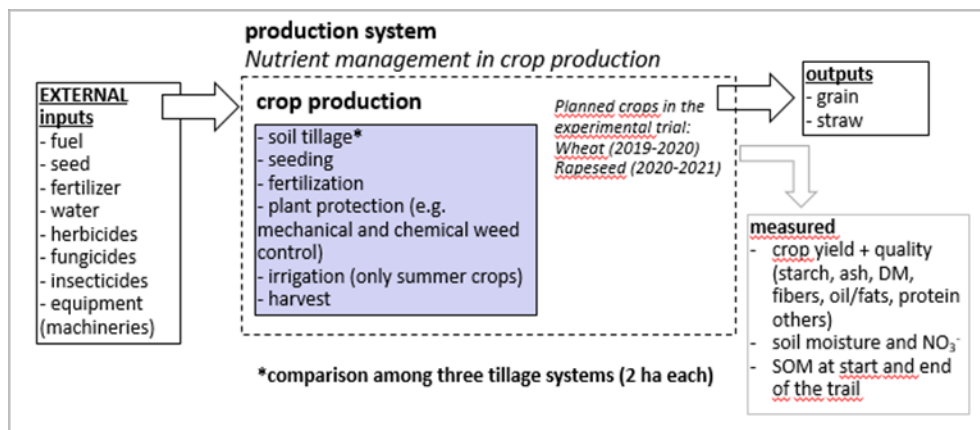 production system
Nutrient management in crop production
EXTERNAL
inputs
- fuel
- seed
- fertilizer
- water
- herbicides
- fungicides
- insecticides
- equipment
(machineries)
crop production
- soil tillage*
- seeding
- fertilization
- plant protection (e.g.
mechanical and chemical weed
control)
- irrigation (only summer crops)
- harvest
Planned crops in the
experimental trial:
Wheat (2019-2020)
Rapeseed (2020-2021)
outputs
- grain
- straw
measured
- crop yield + quality
(starch, ash, DM,
fibers, oil/fats, protein
others)
- soil moisture and NO₃⁻
- SOM at start and end
of the trail
*comparison among three tillage systems (2 ha each)